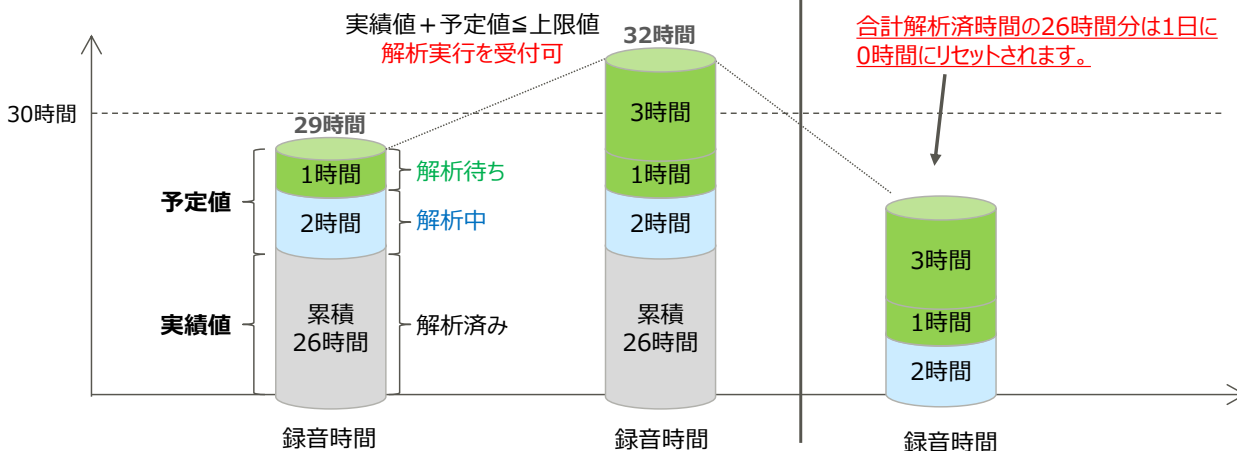 実績値＋予定値≦上限値
解析実行を受付可
合計解析済時間の26時間分は1日に
0時間にリセットされます。
30時間
29時間
32時間
予定値
実績値
1時間
2時間
累積
26時間
解析待ち
解析中
解析済み
3時間
1時間
2時間
累積
26時間
3時間
1時間
2時間
録音時間
録音時間
録音時間